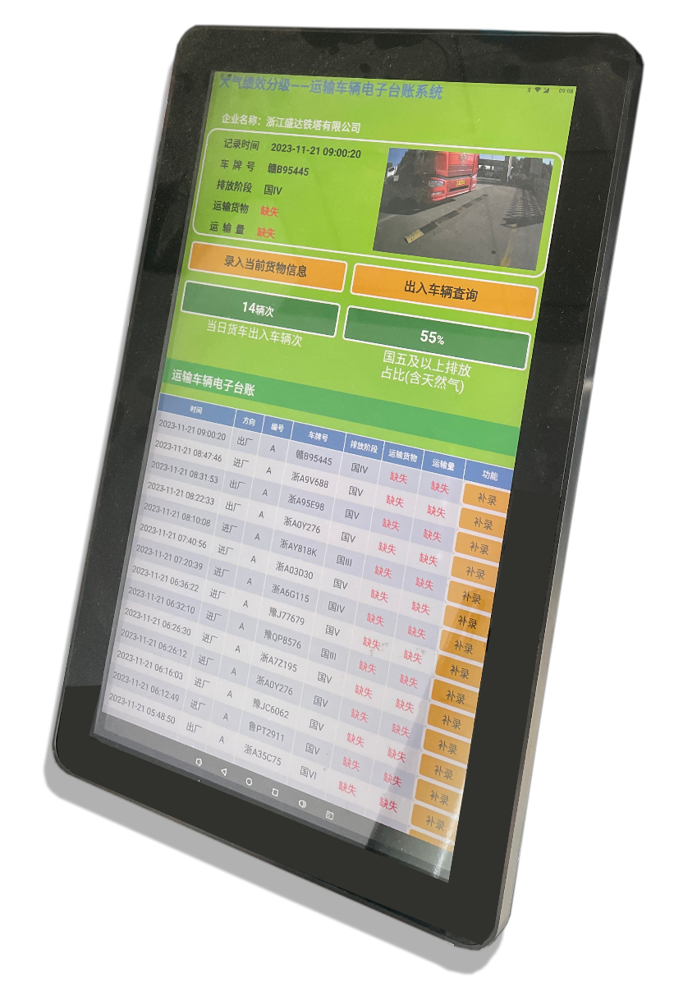 大气绩效分级——运输车辆电子台账系统
09:08
企业名称：浙江盛达铁塔有限公司
记录时间 2023-11-21 09:00:20
车牌号 赣B95445
排放阶段 国IV
运输货物 缺失
运输量 缺失
录入当前货物信息
出入车辆查询
14辆次
55%
当日货车出入车辆次
国五及以上排放
占比(含天然气)
运输车辆电子台账
时间 方向 编号 车牌号 排放阶段 运输货物 运输量 功能
2023-11-21 09:00:20 出厂 A 赣B95445 国IV 缺失 缺失 补录
2023-11-21 08:47:46 进厂 A 浙A9V688 国V 缺失 缺失 补录
2023-11-21 08:31:53 出厂 A 浙A95E98 国V 缺失 缺失 补录
2023-11-21 08:22:33 出厂 A 浙A0Y276 国V 缺失 缺失 补录
2023-11-21 08:10:08 进厂 A 浙AY818K 国III 缺失 缺失 补录
2023-11-21 07:40:56 进厂 A 浙A03D30 国V 缺失 缺失 补录
2023-11-21 07:20:39 进厂 A 浙A6G115 国IV 缺失 缺失 补录
2023-11-21 06:36:22 进厂 A 豫J77679 国V 缺失 缺失 补录
2023-11-21 06:32:10 进厂 A 豫QP8576 国III 缺失 缺失 补录
2023-11-21 06:26:30 进厂 A 浙A7Z195 国V 缺失 缺失 补录
2023-11-21 06:26:12 进厂 A 浙A0Y276 国V 缺失 缺失 补录
2023-11-21 06:16:03 进厂 A 豫JC6062 国V 缺失 缺失 补录
2023-11-21 06:12:49 进厂 A 鲁PT2911 国V 缺失 缺失 补录
2023-11-21 05:48:50 出厂 A 浙A35C75 国VI 缺失 缺失 补录